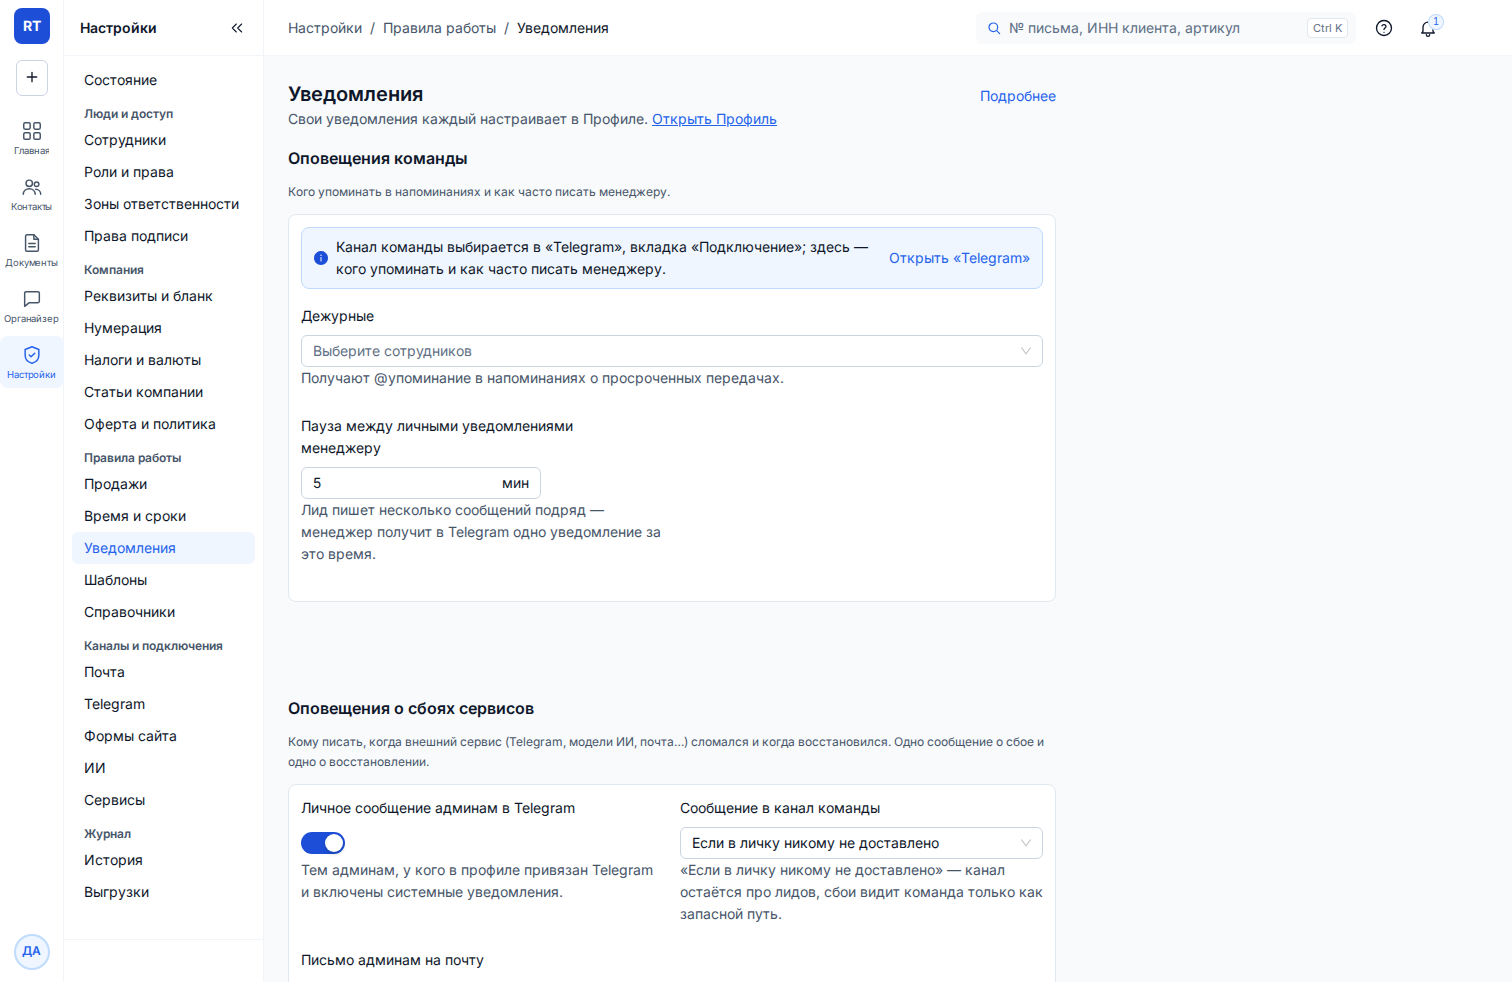 RT
Настройки
Настройки / Правила работы / Уведомления
№ письма, ИНН клиента, артикул
Ctrl K
1
Главная
Контакты
Документы
Органайзер
Настройки
ДА
Состояние
Люди и доступ
Сотрудники
Роли и права
Зоны ответственности
Права подписи
Компания
Реквизиты и бланк
Нумерация
Налоги и валюты
Статьи компании
Оферта и политика
Правила работы
Продажи
Время и сроки
Уведомления
Шаблоны
Справочники
Каналы и подключения
Почта
Telegram
Формы сайта
ИИ
Сервисы
Журнал
История
Выгрузки
Уведомления
Подробнее
Свои уведомления каждый настраивает в Профиле. Открыть Профиль
Оповещения команды
Кого упоминать в напоминаниях и как часто писать менеджеру.
Канал команды выбирается в «Telegram», вкладка «Подключение»; здесь —
кого упоминать и как часто писать менеджеру.
Открыть «Telegram»
Дежурные
Выберите сотрудников
Получают @упоминание в напоминаниях о просроченных передачах.
Пауза между личными уведомлениями
менеджеру
5 мин
Лид пишет несколько сообщений подряд —
менеджер получит в Telegram одно уведомление за
это время.
Оповещения о сбоях сервисов
Кому писать, когда внешний сервис (Telegram, модели ИИ, почта…) сломался и когда восстановился. Одно сообщение о сбое и
одно о восстановлении.
Личное сообщение админам в Telegram
Тем админам, у кого в профиле привязан Telegram
и включены системные уведомления.
Сообщение в канал команды
Если в личку никому не доставлено
«Если в личку никому не доставлено» — канал
остаётся про лидов, сбои видит команда только как
запасной путь.
Письмо админам на почту